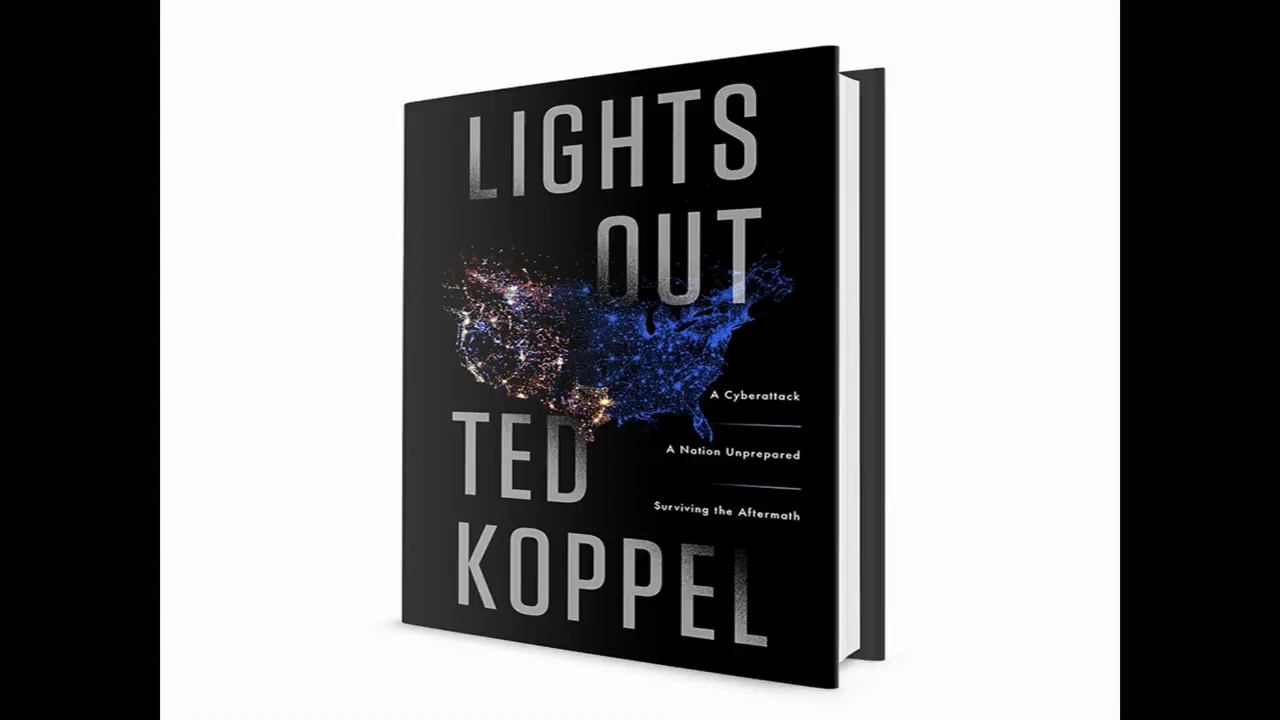 LIGHTS
OUT
A Cyberattack
A Nation Unprepared
Surviving the Aftermath
TED
KOPPEL